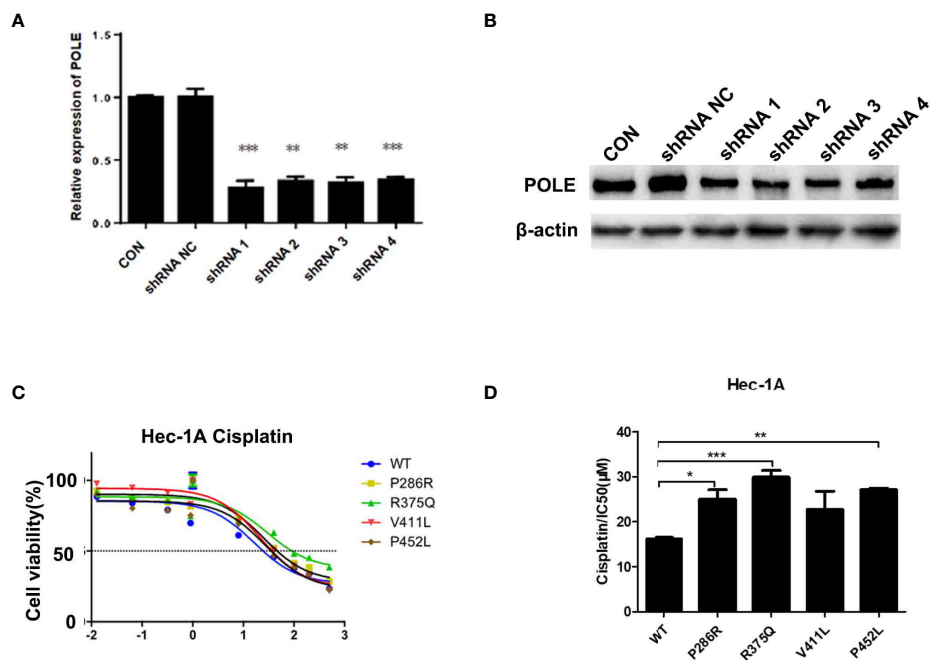 A
Relative expression of POLE
1.5
1.0
0.5
0.0
***
**
**
***
CON
shRNA NC
shRNA 1
shRNA 2
shRNA 3
shRNA 4
B
CON
shRNA NC
shRNA 1
shRNA 2
shRNA 3
shRNA 4
POLE
β-actin
C
Hec-1A Cisplatin
Cell viability(%)
100
50
0
-2
-1
0
1
2
3
WT
P286R
R375Q
V411L
P452L
D
Hec-1A
Cisplatin/IC50(μM)
40
30
20
10
0
**
***
*
WT
P286R
R375Q
V411L
P452L